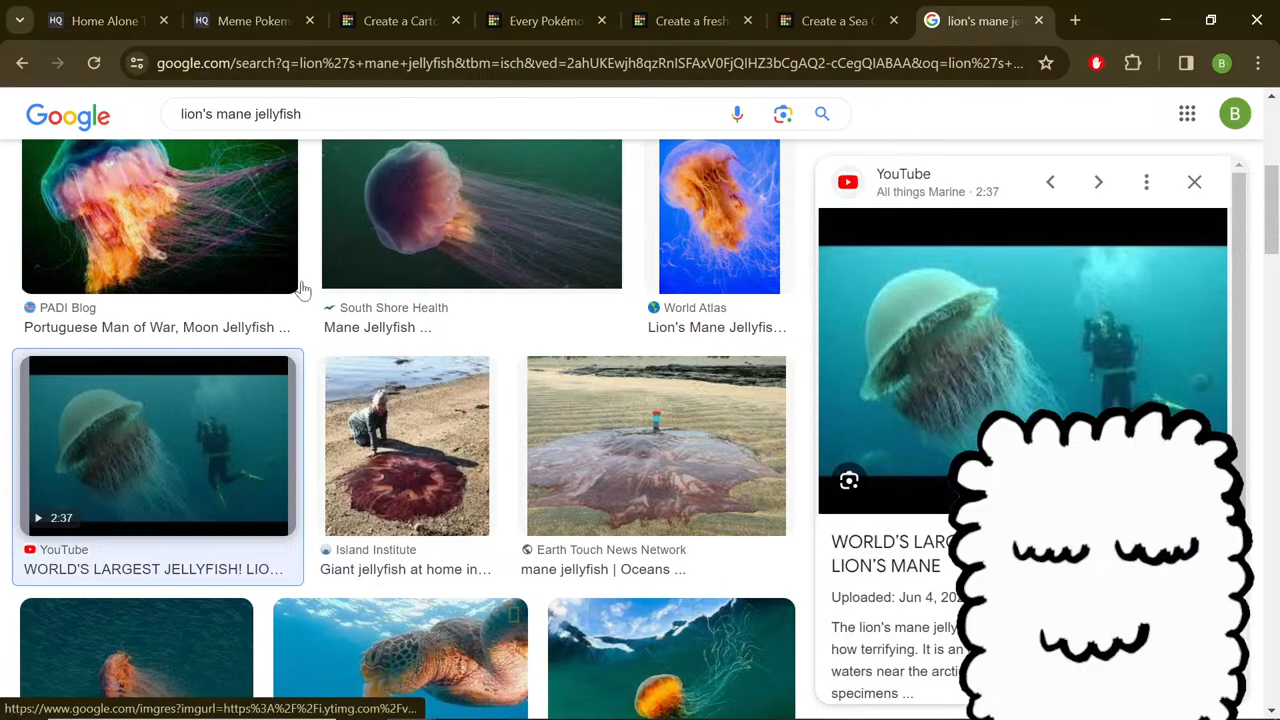 Home Alone T
Meme Pokem
Create a Carto
Every Pokémo
Create a fresh
Create a Sea C
lion's mane je
google.com/search?q=lion%27s+mane+jellyfish&tbm=isch&ved=2ahUKEwjh8qzRnISFAxV0FjQIHZ3bCgAQ2-cCegQIABAA&oq=lion%27s+...
B
Google
lion's mane jellyfish
B
YouTube
All things Marine · 2:37
PADI Blog
Portuguese Man of War, Moon Jellyfish ...
South Shore Health
Mane Jellyfish ...
World Atlas
Lion's Mane Jellyfis...
2:37
YouTube
WORLD'S LARGEST JELLYFISH! LIO...
Island Institute
Giant jellyfish at home in...
Earth Touch News Network
mane jellyfish | Oceans ...
WORLD'S LARG
LION'S MANE
Uploaded: Jun 4, 202
The lion's mane jelly
how terrifying. It is an
waters near the arctic
specimens ...
https://www.google.com/imgres?imgurl=https%3A%2F%2Fi.ytimg.com%2Fv...